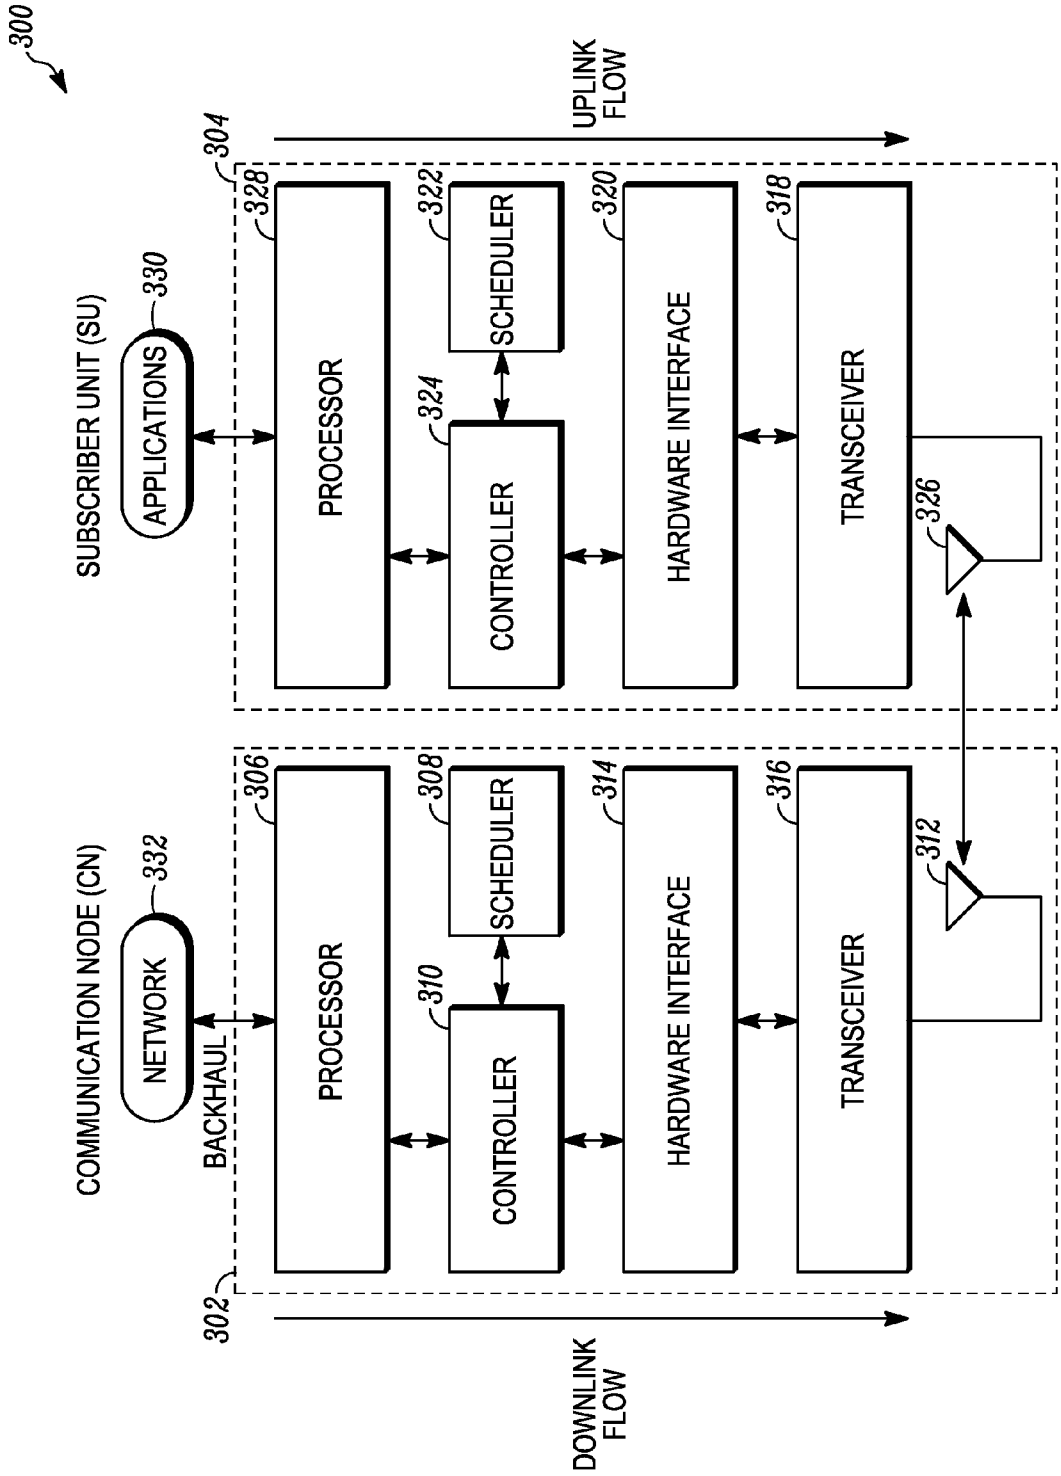 300
COMMUNICATION NODE (CN)
SUBSCRIBER UNIT (SU)
NETWORK
332
APPLICATIONS
330
BACKHAUL
302
304
PROCESSOR
306
PROCESSOR
328
CONTROLLER
310
SCHEDULER
308
CONTROLLER
324
SCHEDULER
322
HARDWARE INTERFACE
314
HARDWARE INTERFACE
320
TRANSCEIVER
316
TRANSCEIVER
318
312
326
DOWNLINK
FLOW
UPLINK
FLOW